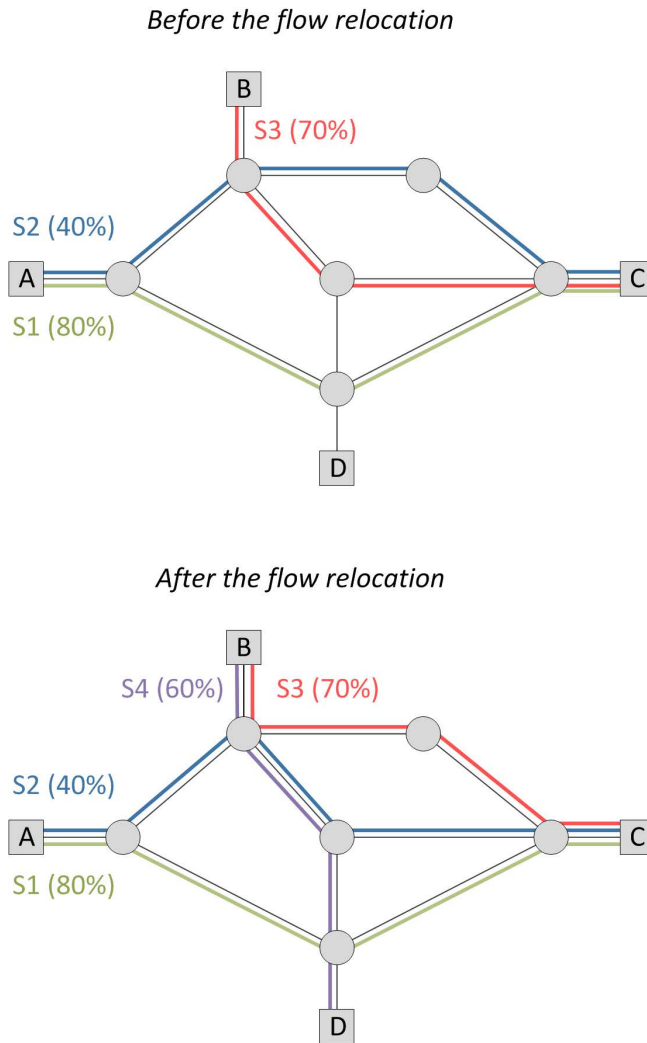 Before the flow relocation
B
S3 (70%)
S2 (40%)
A
C
S1 (80%)
D
After the flow relocation
B
S4 (60%) S3 (70%)
S2 (40%)
A
C
S1 (80%)
D